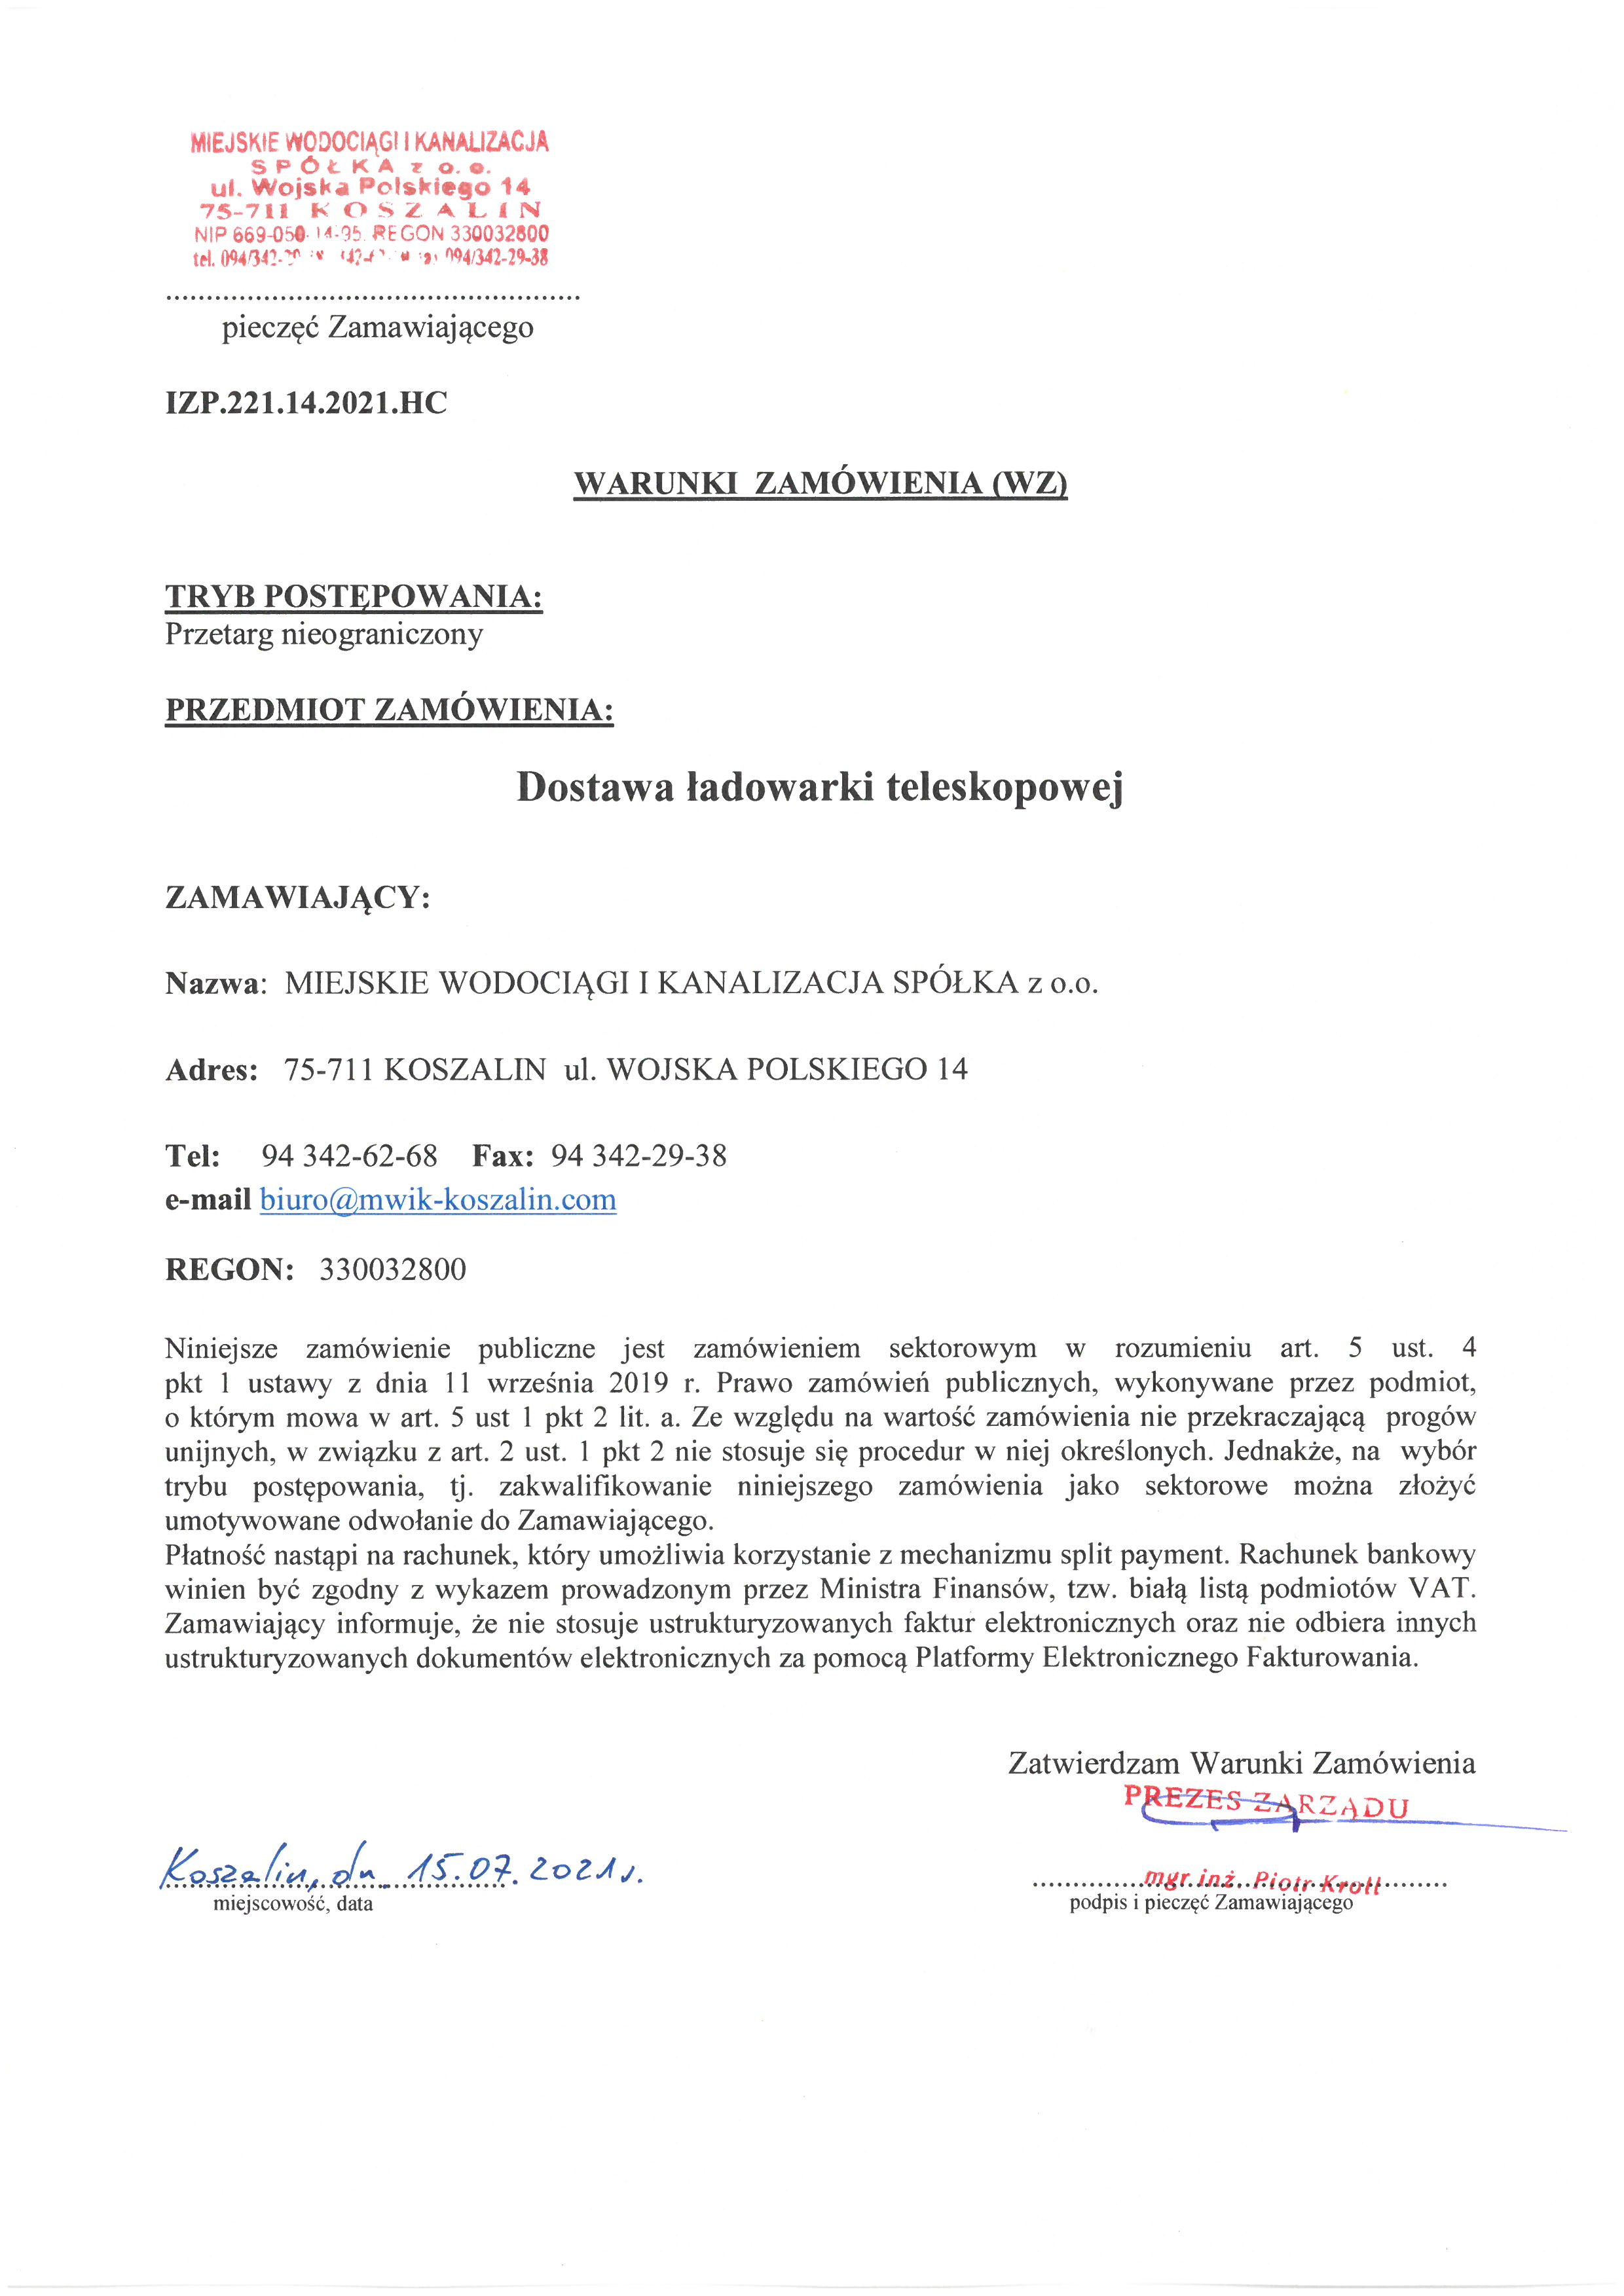 MIEJSKIE WODOCIĄGI I KANALIZACJA
SPÓŁKA z o.o.
ul. Wojska Polskiego 14
75-711 KOSZALIN
NIP 669-050-14-95 REGON 330032800
tel. 094/342- 094/342-29-38
pieczęć Zamawiającego
IZP.221.14.2021.HC
WARUNKI ZAMÓWIENIA (WZ)
TRYB POSTĘPOWANIA:
Przetarg nieograniczony
PRZEDMIOT ZAMÓWIENIA:
Dostawa ładowarki teleskopowej
ZAMAWIAJĄCY:
Nazwa: MIEJSKIE WODOCIĄGI I KANALIZACJA SPÓŁKA z o.o.
Adres: 75-711 KOSZALIN ul. WOJSKA POLSKIEGO 14
Tel: 94 342-62-68 Fax: 94 342-29-38
e-mail biuro@mwik-koszalin.com
REGON: 330032800
Niniejsze zamówienie publiczne jest zamówieniem sektorowym w rozumieniu art. 5 ust. 4
pkt 1 ustawy z dnia 11 września 2019 r. Prawo zamówień publicznych, wykonywane przez podmiot,
o którym mowa w art. 5 ust 1 pkt 2 lit. a. Ze względu na wartość zamówienia nie przekraczającą progów
unijnych, w związku z art. 2 ust. 1 pkt 2 nie stosuje się procedur w niej określonych. Jednakże, na wybór
trybu postępowania, tj. zakwalifikowanie niniejszego zamówienia jako sektorowe można złożyć
umotywowane odwołanie do Zamawiającego.
Płatność nastąpi na rachunek, który umożliwia korzystanie z mechanizmu split payment. Rachunek bankowy
winien być zgodny z wykazem prowadzonym przez Ministra Finansów, tzw. białą listą podmiotów VAT.
Zamawiający informuje, że nie stosuje ustrukturyzowanych faktur elektronicznych oraz nie odbiera innych
ustrukturyzowanych dokumentów elektronicznych za pomocą Platformy Elektronicznego Fakturowania.
Zatwierdzam Warunki Zamówienia
PREZES ZARZĄDU
Koszalin, dn. 15.07.2021 r.
mgr inż. Piotr Kroll
miejscowość, data
podpis i pieczęć Zamawiającego